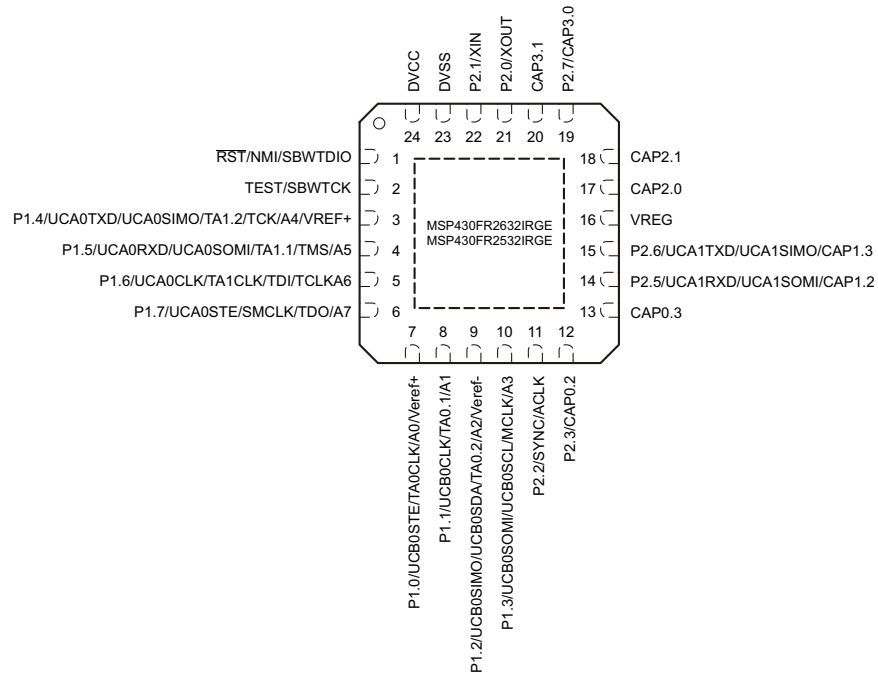 DVCC
DVSS
P2.1/XIN
P2.0/XOUT
CAP3.1
P2.7/CAP3.0
24
23
22
21
20
19
RST/NMI/SBWTDIO
1
18
CAP2.1
TEST/SBWTCK
2
17
CAP2.0
P1.4/UCA0TXD/UCA0SIMO/TA1.2/TCK/A4/VREF+
3
MSP430FR2632IRGE
MSP430FR2532IRGE
16
VREG
P1.5/UCA0RXD/UCA0SOMI/TA1.1/TMS/A5
4
15
P2.6/UCA1TXD/UCA1SIMO/CAP1.3
P1.6/UCA0CLK/TA1CLK/TDI/TCLKA6
5
14
P2.5/UCA1RXD/UCA1SOMI/CAP1.2
P1.7/UCA0STE/SMCLK/TDO/A7
6
13
CAP0.3
7
8
9
10
11
12
P1.0/UCB0STE/TA0CLK/A0/Veref+
P1.1/UCB0CLK/TA0.1/A1
P1.2/UCB0SIMO/UCB0SDA/TA0.2/A2/Veref-
P1.3/UCB0SOMI/UCB0SCL/MCLK/A3
P2.2/SYNC/ACLK
P2.3/CAP0.2